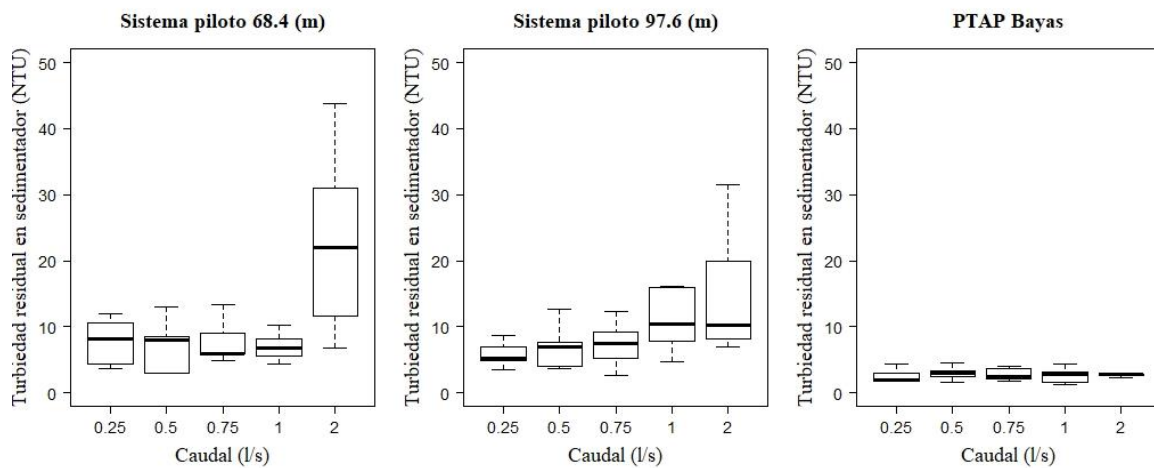 Sistema piloto 68.4 (m)
Turbiedad residual en sedimentador (NTU)
50
40
30
20
10
0
0.25 0.5 0.75 1 2
Caudal (l/s)
Sistema piloto 97.6 (m)
Turbiedad residual en sedimentador (NTU)
50
40
30
20
10
0
0.25 0.5 0.75 1 2
Caudal (l/s)
PTAP Bayas
Turbiedad residual en sedimentador (NTU)
50
40
30
20
10
0
0.25 0.5 0.75 1 2
Caudal (l/s)